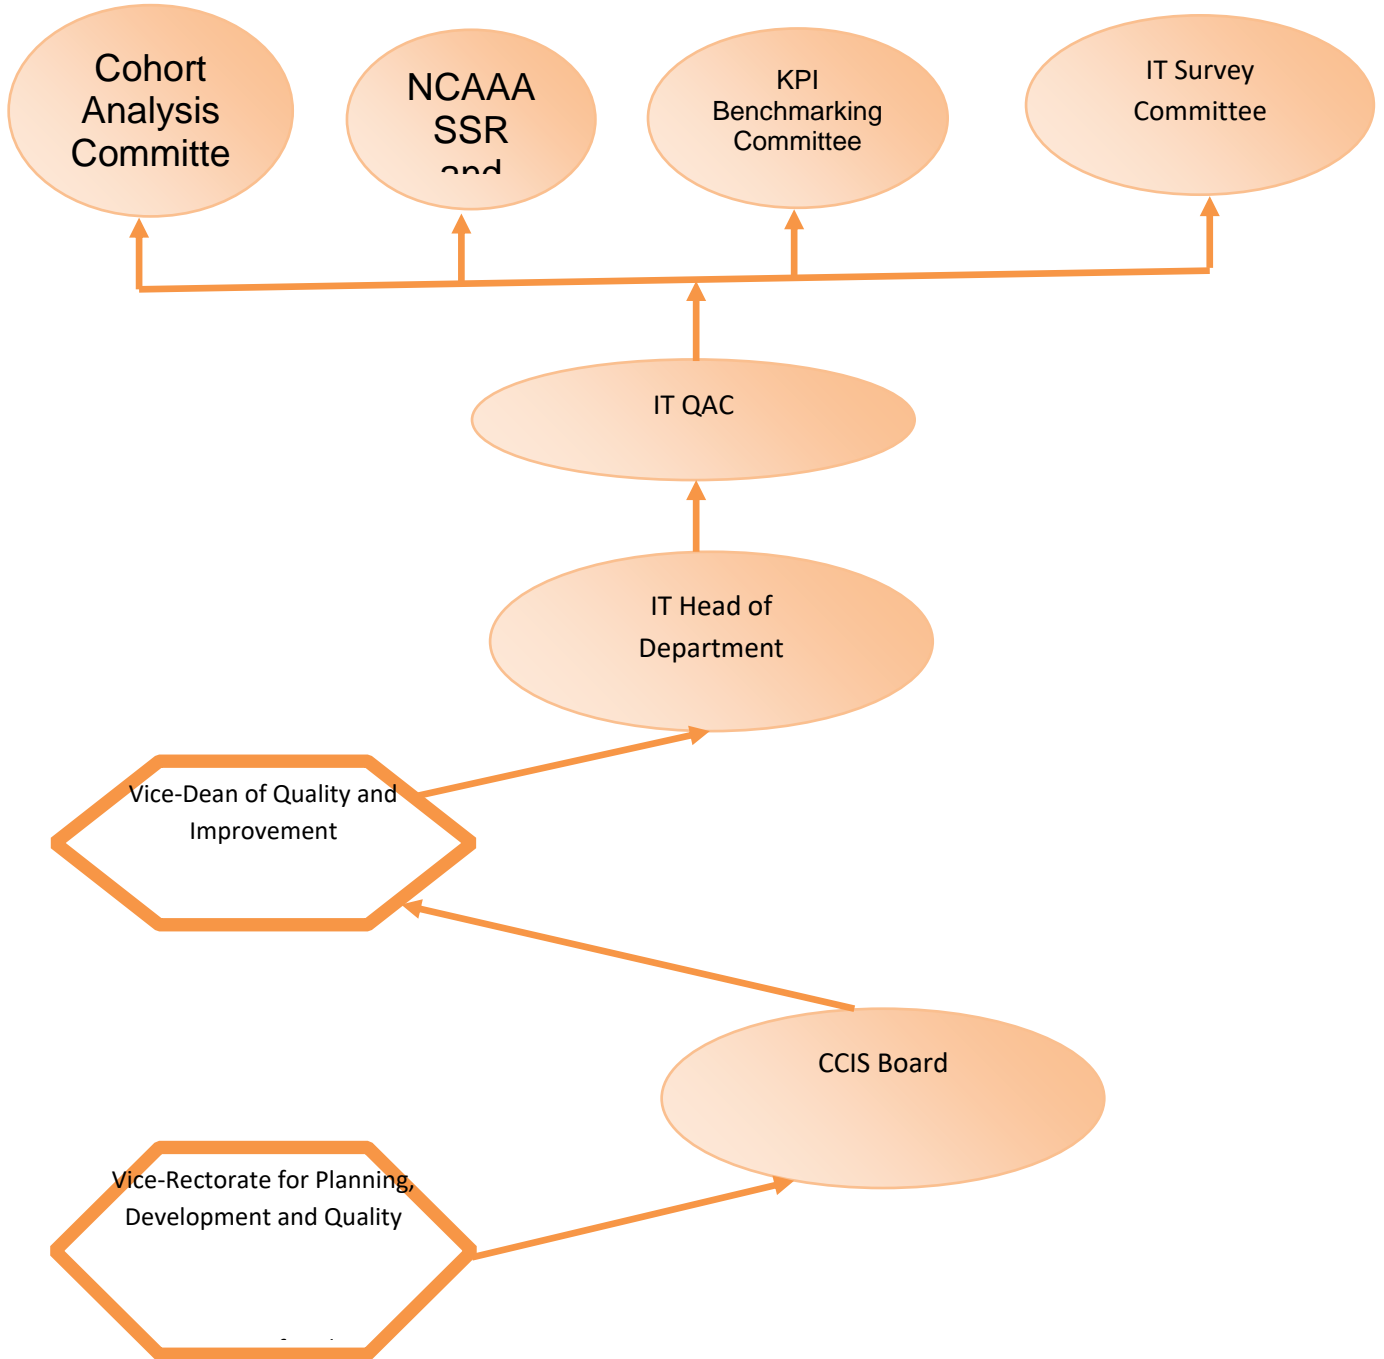 Cohort
Analysis
Committe
NCAAA
SSR
and
KPI
Benchmarking
Committee
IT Survey
Committee
IT QAC
IT Head of
Department
Vice-Dean of Quality and
Improvement
CCIS Board
Vice-Rectorate for Planning,
Development and Quality